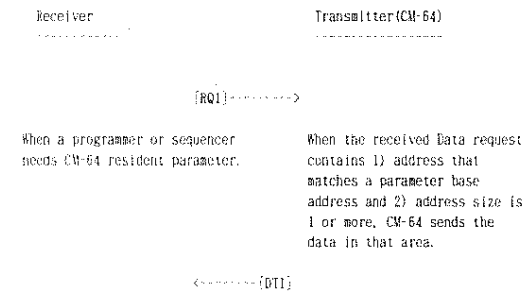 Receiver
Transmitter(CM-64)
[RQ1]--------->
When a programmer or sequencer
needs CM-64 resident parameter.
When the received Data request
contains 1) address that
matches a parameter base
address and 2) address size is
1 or more, CM-64 sends the
data in that area.
<---------[DT1]